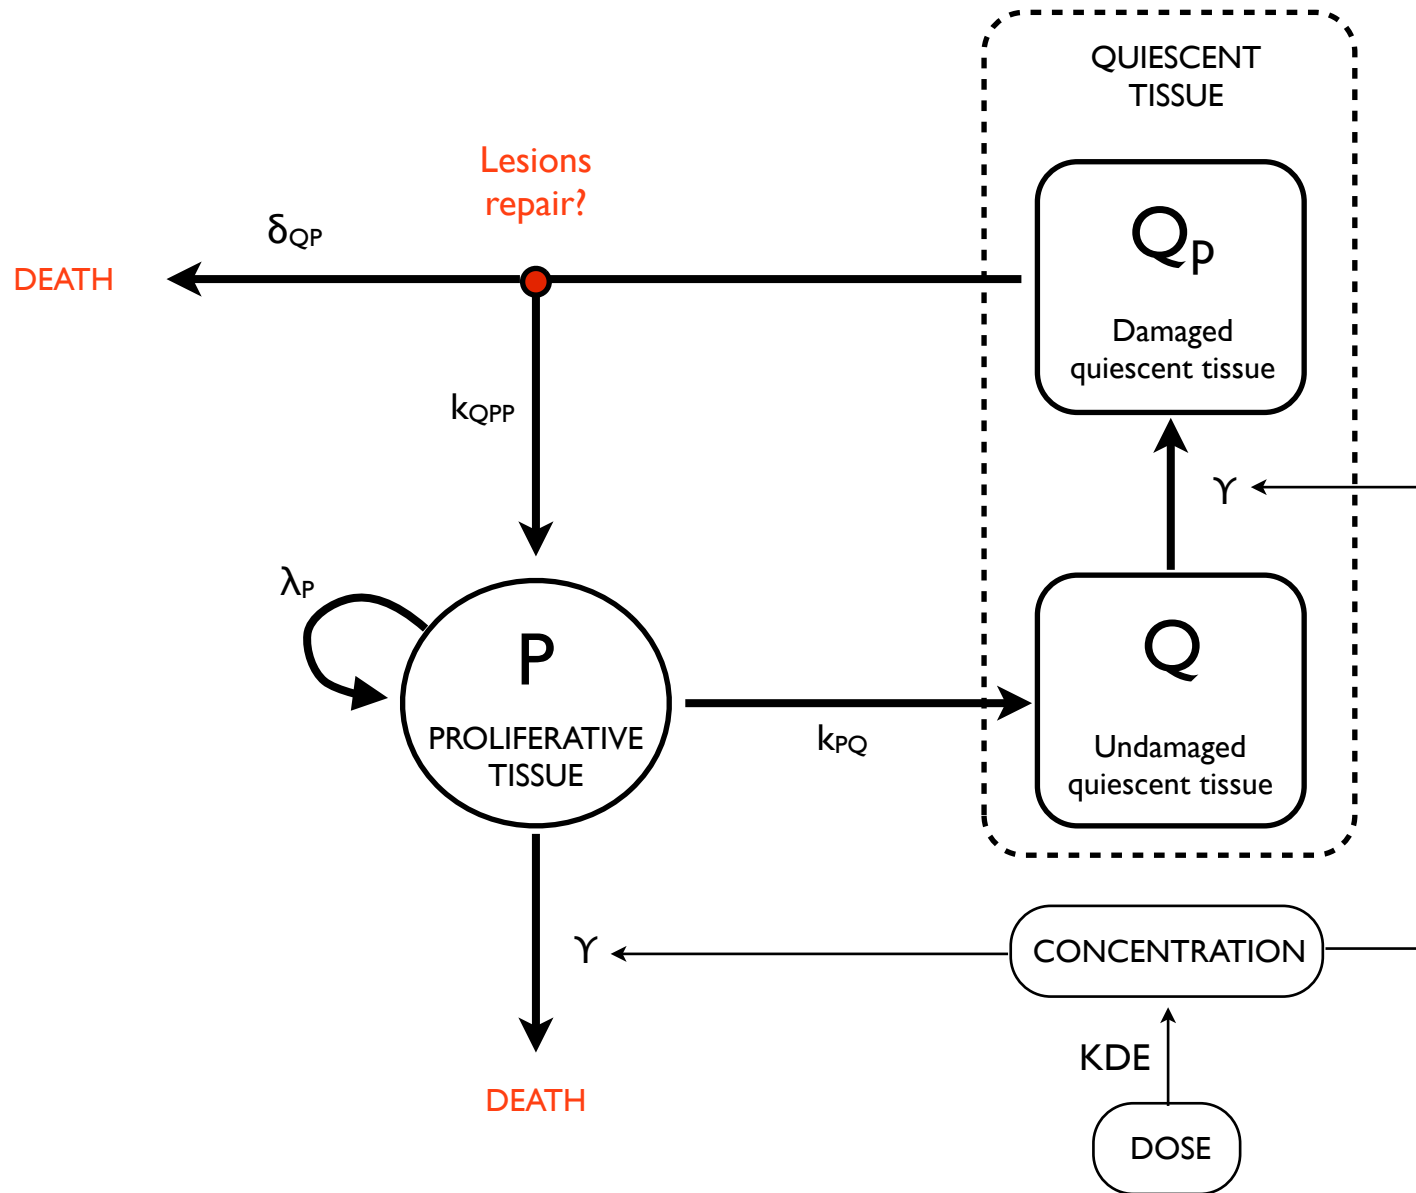 QUIESCENT
TISSUE
Lesions
repair?
δQP
DEATH
Qp
Damaged
quiescent tissue
kQPP
ϒ
λP
P
PROLIFERATIVE
TISSUE
kPQ
Q
Undamaged
quiescent tissue
ϒ
CONCENTRATION
KDE
DEATH
DOSE